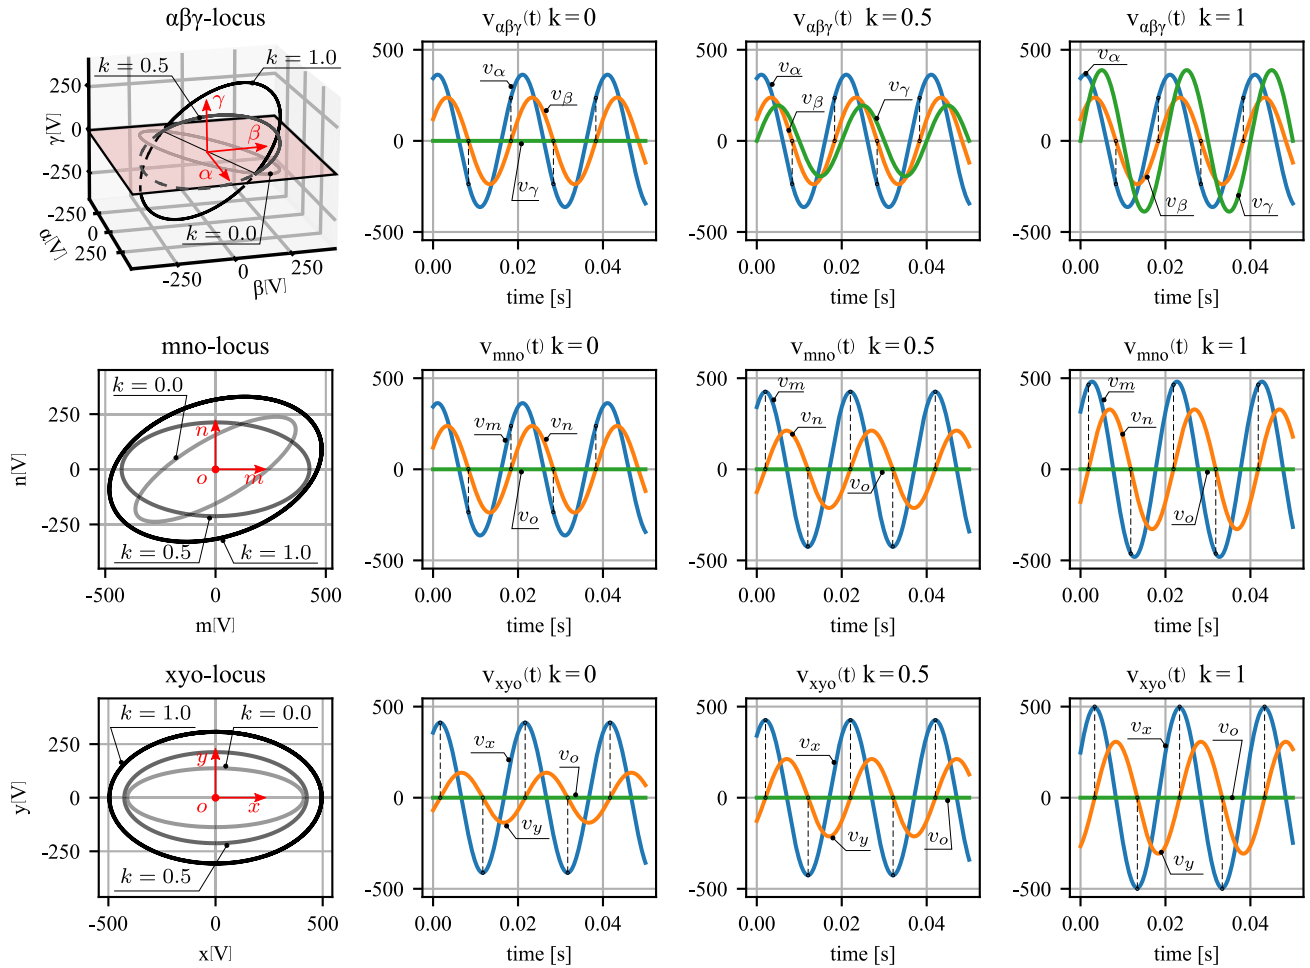 αβγ-locus
k = 0.5
k = 1.0
γ
β
α
k = 0.0
250
0
-250
γ[V]
-250
0
250
α[V]
-250
0
250
β[V]
vαβγ(t) k = 0
500
0
-500
vα
vβ
vγ
0.00
0.02
0.04
time [s]
vαβγ(t) k = 0.5
500
0
-500
vα
vβ
vγ
0.00
0.02
0.04
time [s]
vαβγ(t) k = 1
500
0
-500
vα
vβ
vγ
0.00
0.02
0.04
time [s]
mno-locus
k = 0.0
n
o
m
k = 0.5
k = 1.0
250
0
-250
n[V]
-500
0
500
m[V]
vmno(t) k = 0
500
0
-500
vm
vn
vo
0.00
0.02
0.04
time [s]
vmno(t) k = 0.5
500
0
-500
vm
vn
vo
0.00
0.02
0.04
time [s]
vmno(t) k = 1
500
0
-500
vm
vn
vo
0.00
0.02
0.04
time [s]
xyo-locus
k = 1.0
k = 0.0
y
o
x
k = 0.5
250
0
-250
y[V]
-500
0
500
x[V]
vxyo(t) k = 0
500
0
-500
vx
vo
vy
0.00
0.02
0.04
time [s]
vxyo(t) k = 0.5
500
0
-500
vx
vy
vo
0.00
0.02
0.04
time [s]
vxyo(t) k = 1
500
0
-500
vx
vo
vy
0.00
0.02
0.04
time [s]